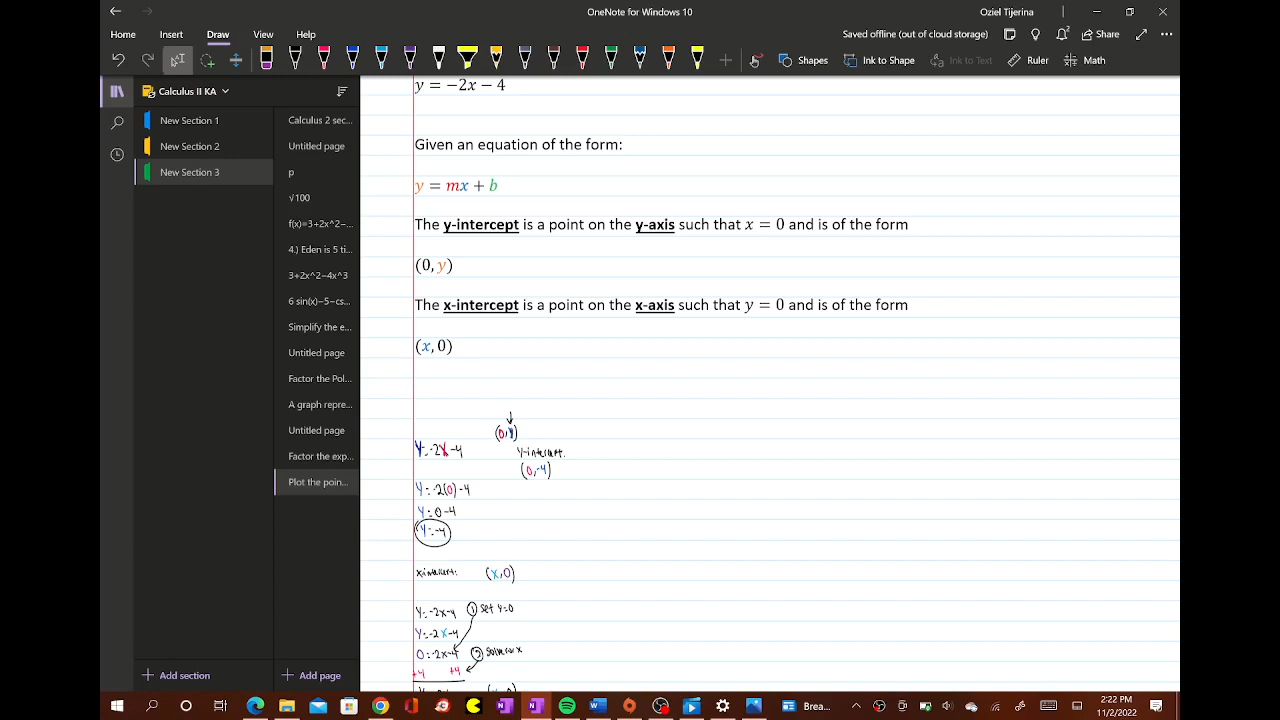 OneNote for Windows 10
Oziel Tijerina
Home Insert Draw View Help
Saved offline (out of cloud storage)
Share
Shapes Ink to Shape Ink to Text Ruler Math
Calculus II KA
New Section 1
New Section 2
New Section 3
Add section
Calculus 2 sec...
Untitled page
p
√100
f(x)=3+2x^2-...
4.) Eden is 5 ti...
3+2x^2-4x^3
6 sin(x)-5-cs...
Simplify the e...
Untitled page
Factor the Pol...
A graph repre...
Untitled page
Factor the exp...
Plot the poin...
Add page
y = −2x − 4
Given an equation of the form:
y = mx + b
The y-intercept is a point on the y-axis such that x = 0 and is of the form
(0, y)
The x-intercept is a point on the x-axis such that y = 0 and is of the form
(x, 0)
(0,y)
y=-2x-4
y-intercept:
(0,-4)
y=-2(0)-4
y=0-4
y=-4
x-intercept: (x,0)
y=-2x-4 ① set y=0
y=-2x-4
0=-2x-4 ② solve for x
+4 +4
Brea...
2:22 PM
11/2/2022